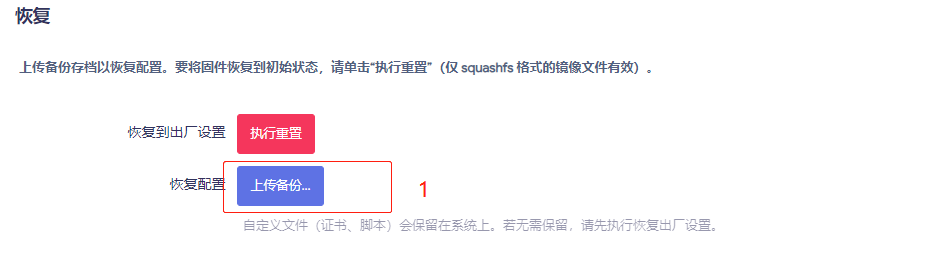 恢复
上传备份存档以恢复配置。要将固件恢复到初始状态，请单击“执行重置”（仅 squashfs 格式的镜像文件有效）。
恢复到出厂设置 执行重置
恢复配置 上传备份... 1
自定义文件（证书、脚本）会保留在系统上。若无需保留，请先执行恢复出厂设置。